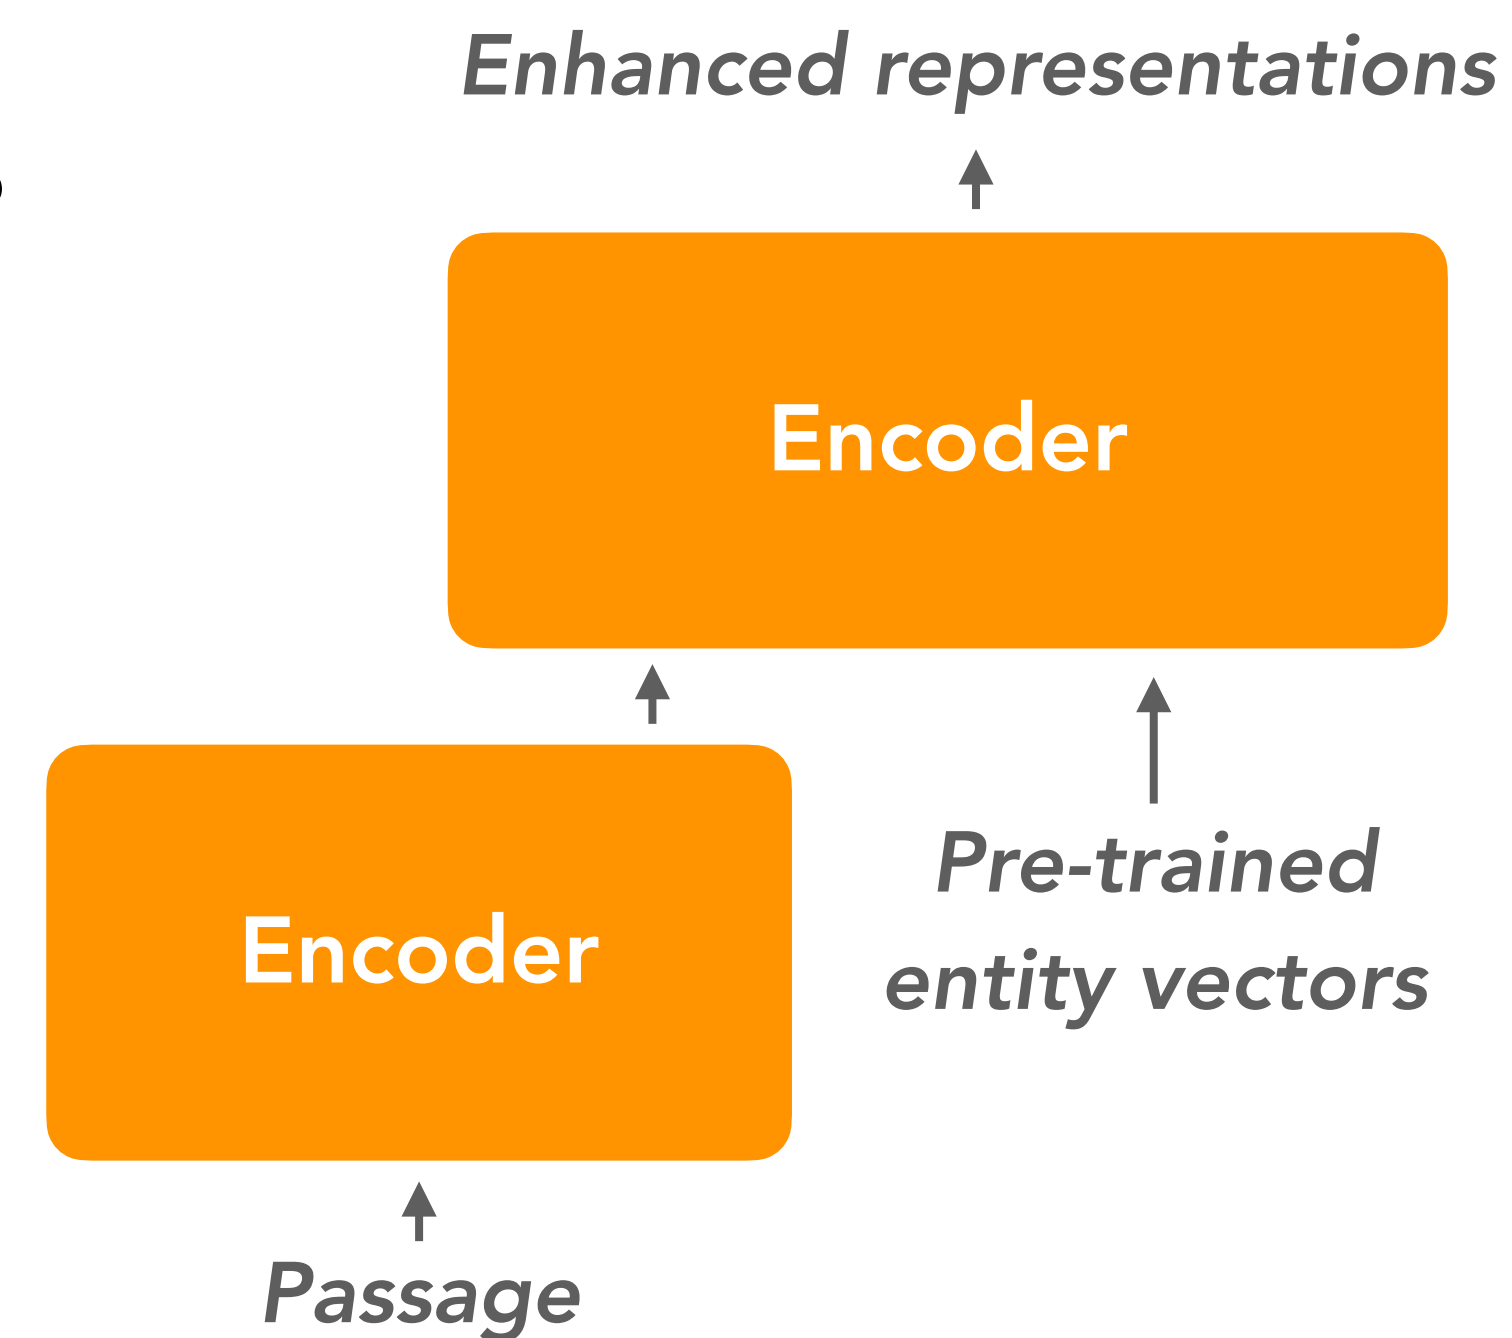 Enhanced representations
Encoder
Pre-trained
entity vectors
Encoder
Passage